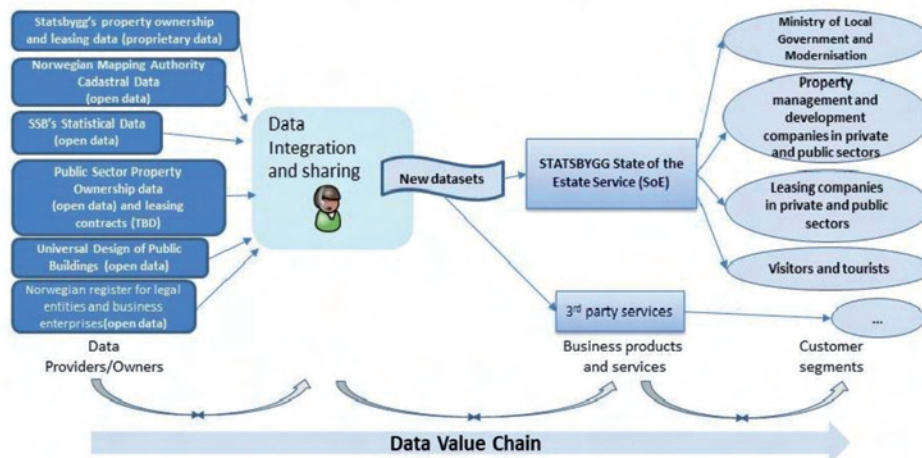 Statsbygg's property ownership
and leasing data (proprietary data)
Norwegian Mapping Authority
Cadastral Data
(open data)
SSB's Statistical Data
(open data)
Public Sector Property
Ownership data
(open data) and leasing
contracts (TBD)
Universal Design of Public
Buildings (open data)
Norwegian register for legal
entities and business
enterprises(open data)
Data
Providers/Owners
Data
Integration
and sharing
New datasets
STATSBYGG State of the
Estate Service (SoE)
3rd party services
Business products
and services
Ministry of Local
Government and
Modernisation
Property
management and
development
companies in private
and public sectors
Leasing companies
in private and public
sectors
Visitors and tourists
...
Customer
segments
Data Value Chain